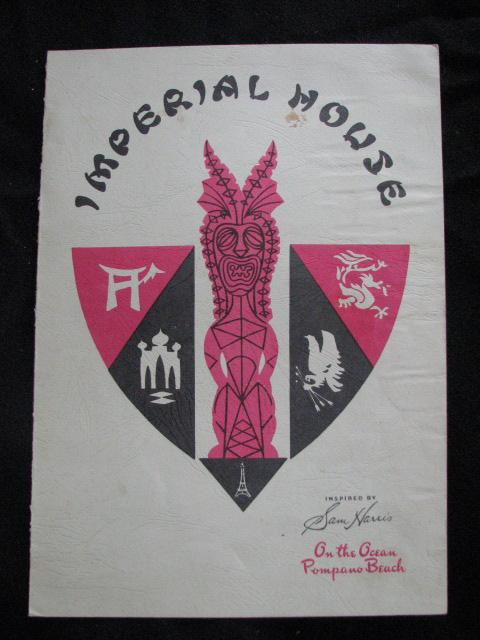 IMPERIAL HOUSE
INSPIRED BY
Sam Harris
On the Ocean
Pompano Beach